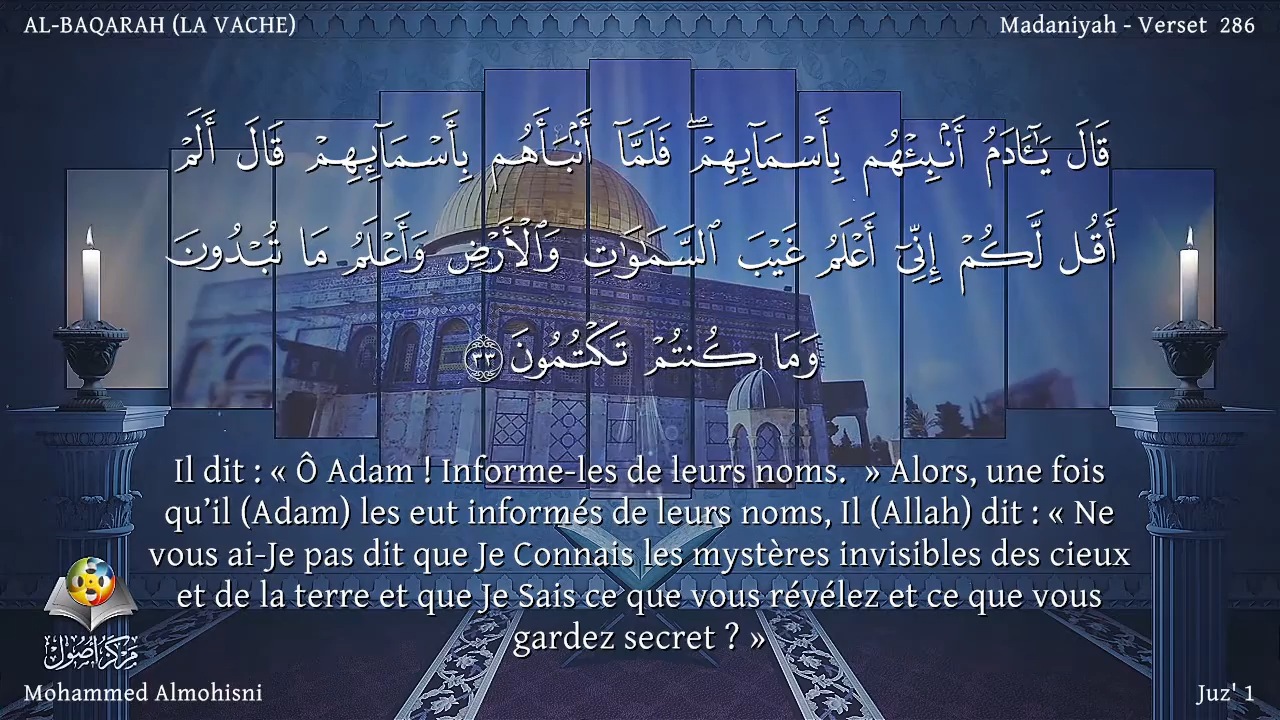 AL-BAQARAH (LA VACHE)
Madaniyah - Verset 286
قَالَ يَـٰٓـَٔادَمُ أَنۢبِئْهُم بِأَسْمَآئِهِمْ ۖ فَلَمَّآ أَنۢبَأَهُم بِأَسْمَآئِهِمْ قَالَ أَلَمْ
أَقُل لَّكُمْ إِنِّىٓ أَعْلَمُ غَيْبَ ٱلسَّمَـٰوَٰتِ وَٱلْأَرْضِ وَأَعْلَمُ مَا تُبْدُونَ
وَمَا كُنتُمْ تَكْتُمُونَ ٣٣
Il dit : « Ô Adam ! Informe-les de leurs noms. » Alors, une fois
qu’il (Adam) les eut informés de leurs noms, Il (Allah) dit : « Ne
vous ai-Je pas dit que Je Connais les mystères invisibles des cieux
et de la terre et que Je Sais ce que vous révélez et ce que vous
gardez secret ? »
مركز أصول
Mohammed Almohisni
Juz' 1